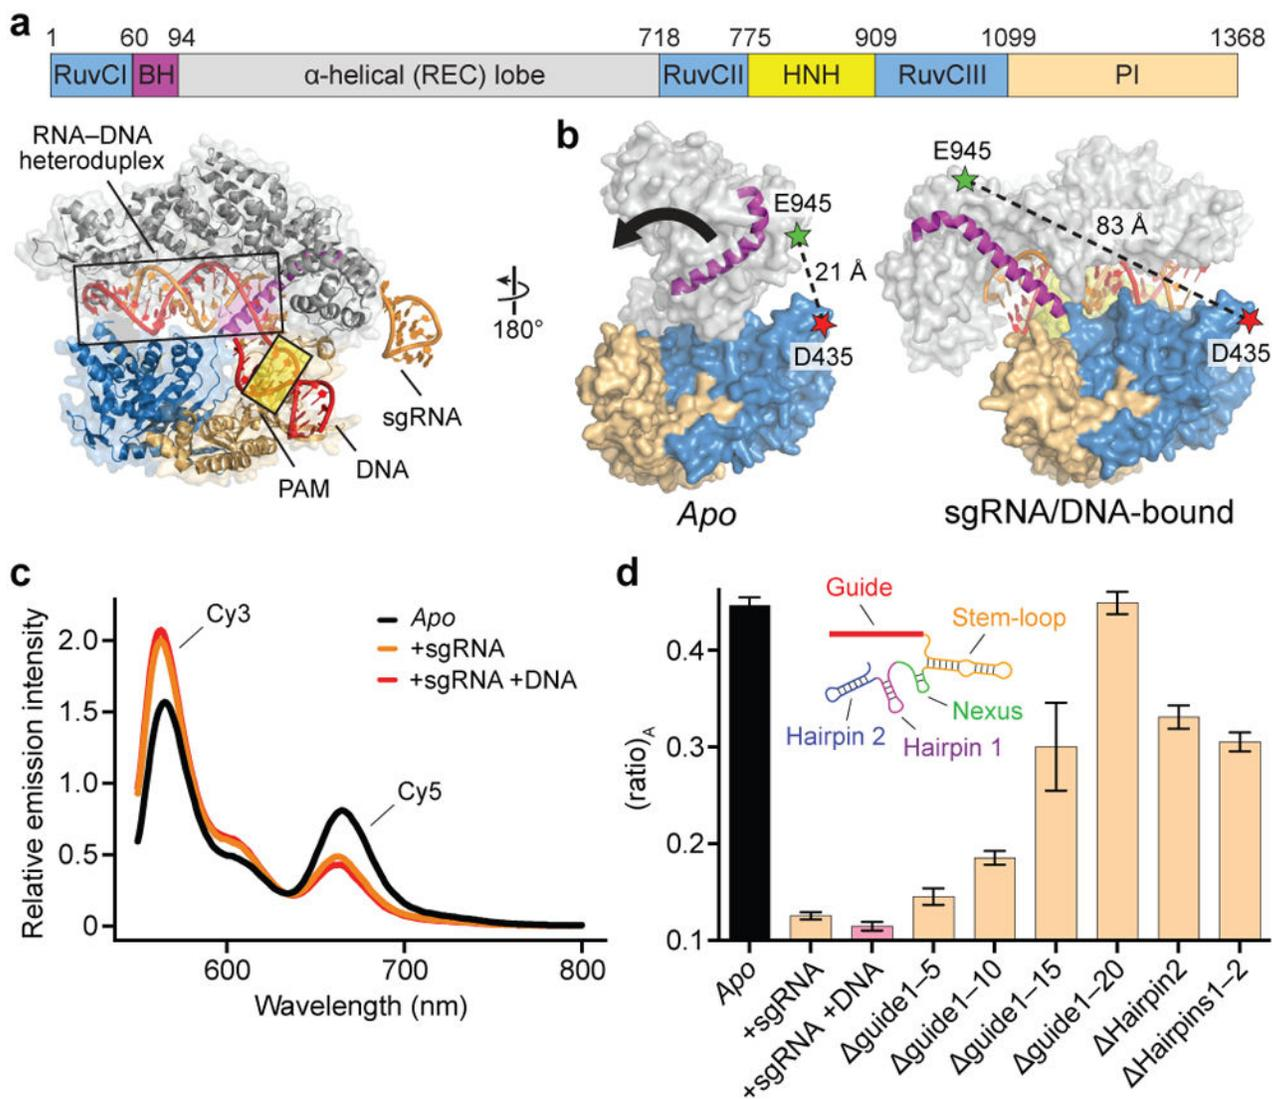 a
1 60 94 718 775 909 1099 1368
RuvCI BH α-helical (REC) lobe RuvCII HNH RuvCIII PI
RNA–DNA
heteroduplex
180°
sgRNA
DNA
PAM
b
E945
21 Å
D435
Apo
E945
83 Å
D435
sgRNA/DNA-bound
c
Relative emission intensity
2.0
1.5
1.0
0.5
0
Cy3
Apo
+sgRNA
+sgRNA +DNA
Cy5
600 700 800
Wavelength (nm)
d
(ratio)A
0.4
0.3
0.2
0.1
Guide
Stem-loop
Nexus
Hairpin 2
Hairpin 1
Apo
+sgRNA
+sgRNA +DNA
Δguide1–5
Δguide1–10
Δguide1–15
Δguide1–20
ΔHairpin2
ΔHairpins1–2